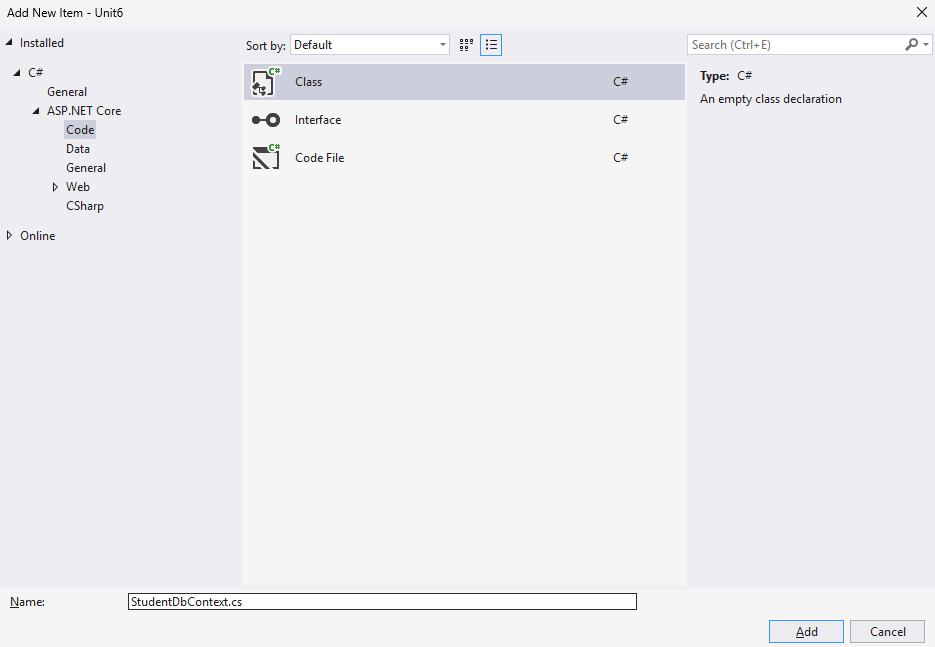 Add New Item - Unit6
Installed
C#
General
ASP.NET Core
Code
Data
General
Web
CSharp
Online
Sort by: Default
Class C#
Interface C#
C# Code File C#
Search (Ctrl+E)
Type: C#
An empty class declaration
Name: StudentDbContext.cs
Add Cancel